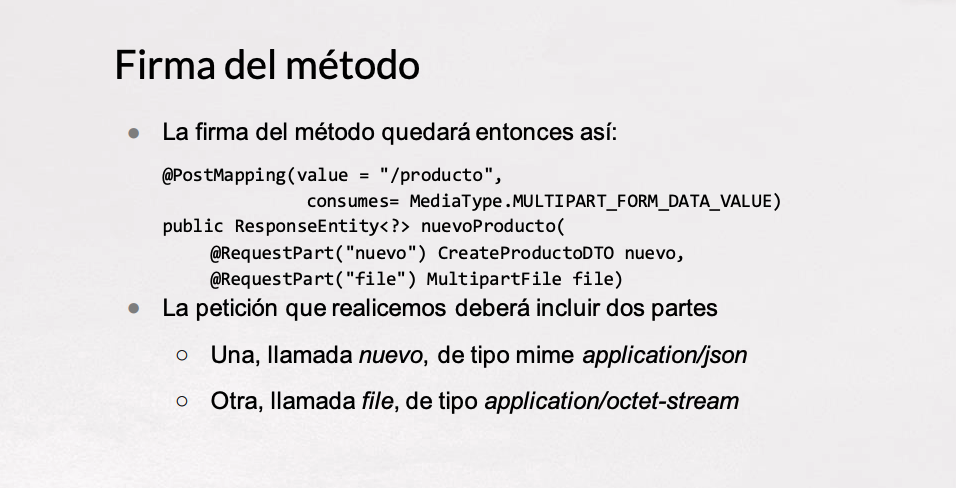 Firma del método
● La firma del método quedará entonces así:
@PostMapping(value = "/producto",
consumes= MediaType.MULTIPART_FORM_DATA_VALUE)
public ResponseEntity<?> nuevoProducto(
@RequestPart("nuevo") CreateProductoDTO nuevo,
@RequestPart("file") MultipartFile file)
● La petición que realicemos deberá incluir dos partes
○ Una, llamada nuevo, de tipo mime application/json
○ Otra, llamada file, de tipo application/octet-stream